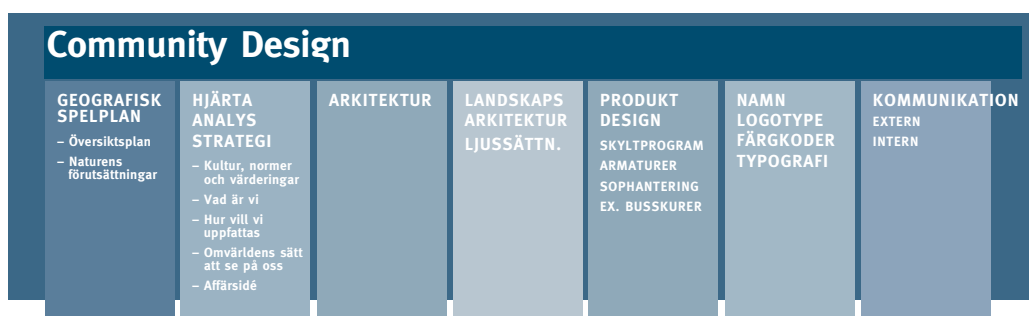 Community Design
GEOGRAFISK
SPELPLAN
– Översiktsplan
– Naturens
förutsättningar
HJÄRTA
ANALYS
STRATEGI
– Kultur, normer
och värderingar
– Vad är vi
– Hur vill vi
uppfattas
– Omvärldens sätt
att se på oss
– Affärsidé
ARKITEKTUR
LANDSKAPS
ARKITEKTUR
LJUSSÄTTN.
PRODUKT
DESIGN
SKYLTPROGRAM
ARMATURER
SOPHANTERING
EX. BUSSKURER
NAMN
LOGOTYPE
FÄRGKODER
TYPOGRAFI
KOMMUNIKATION
EXTERN
INTERN